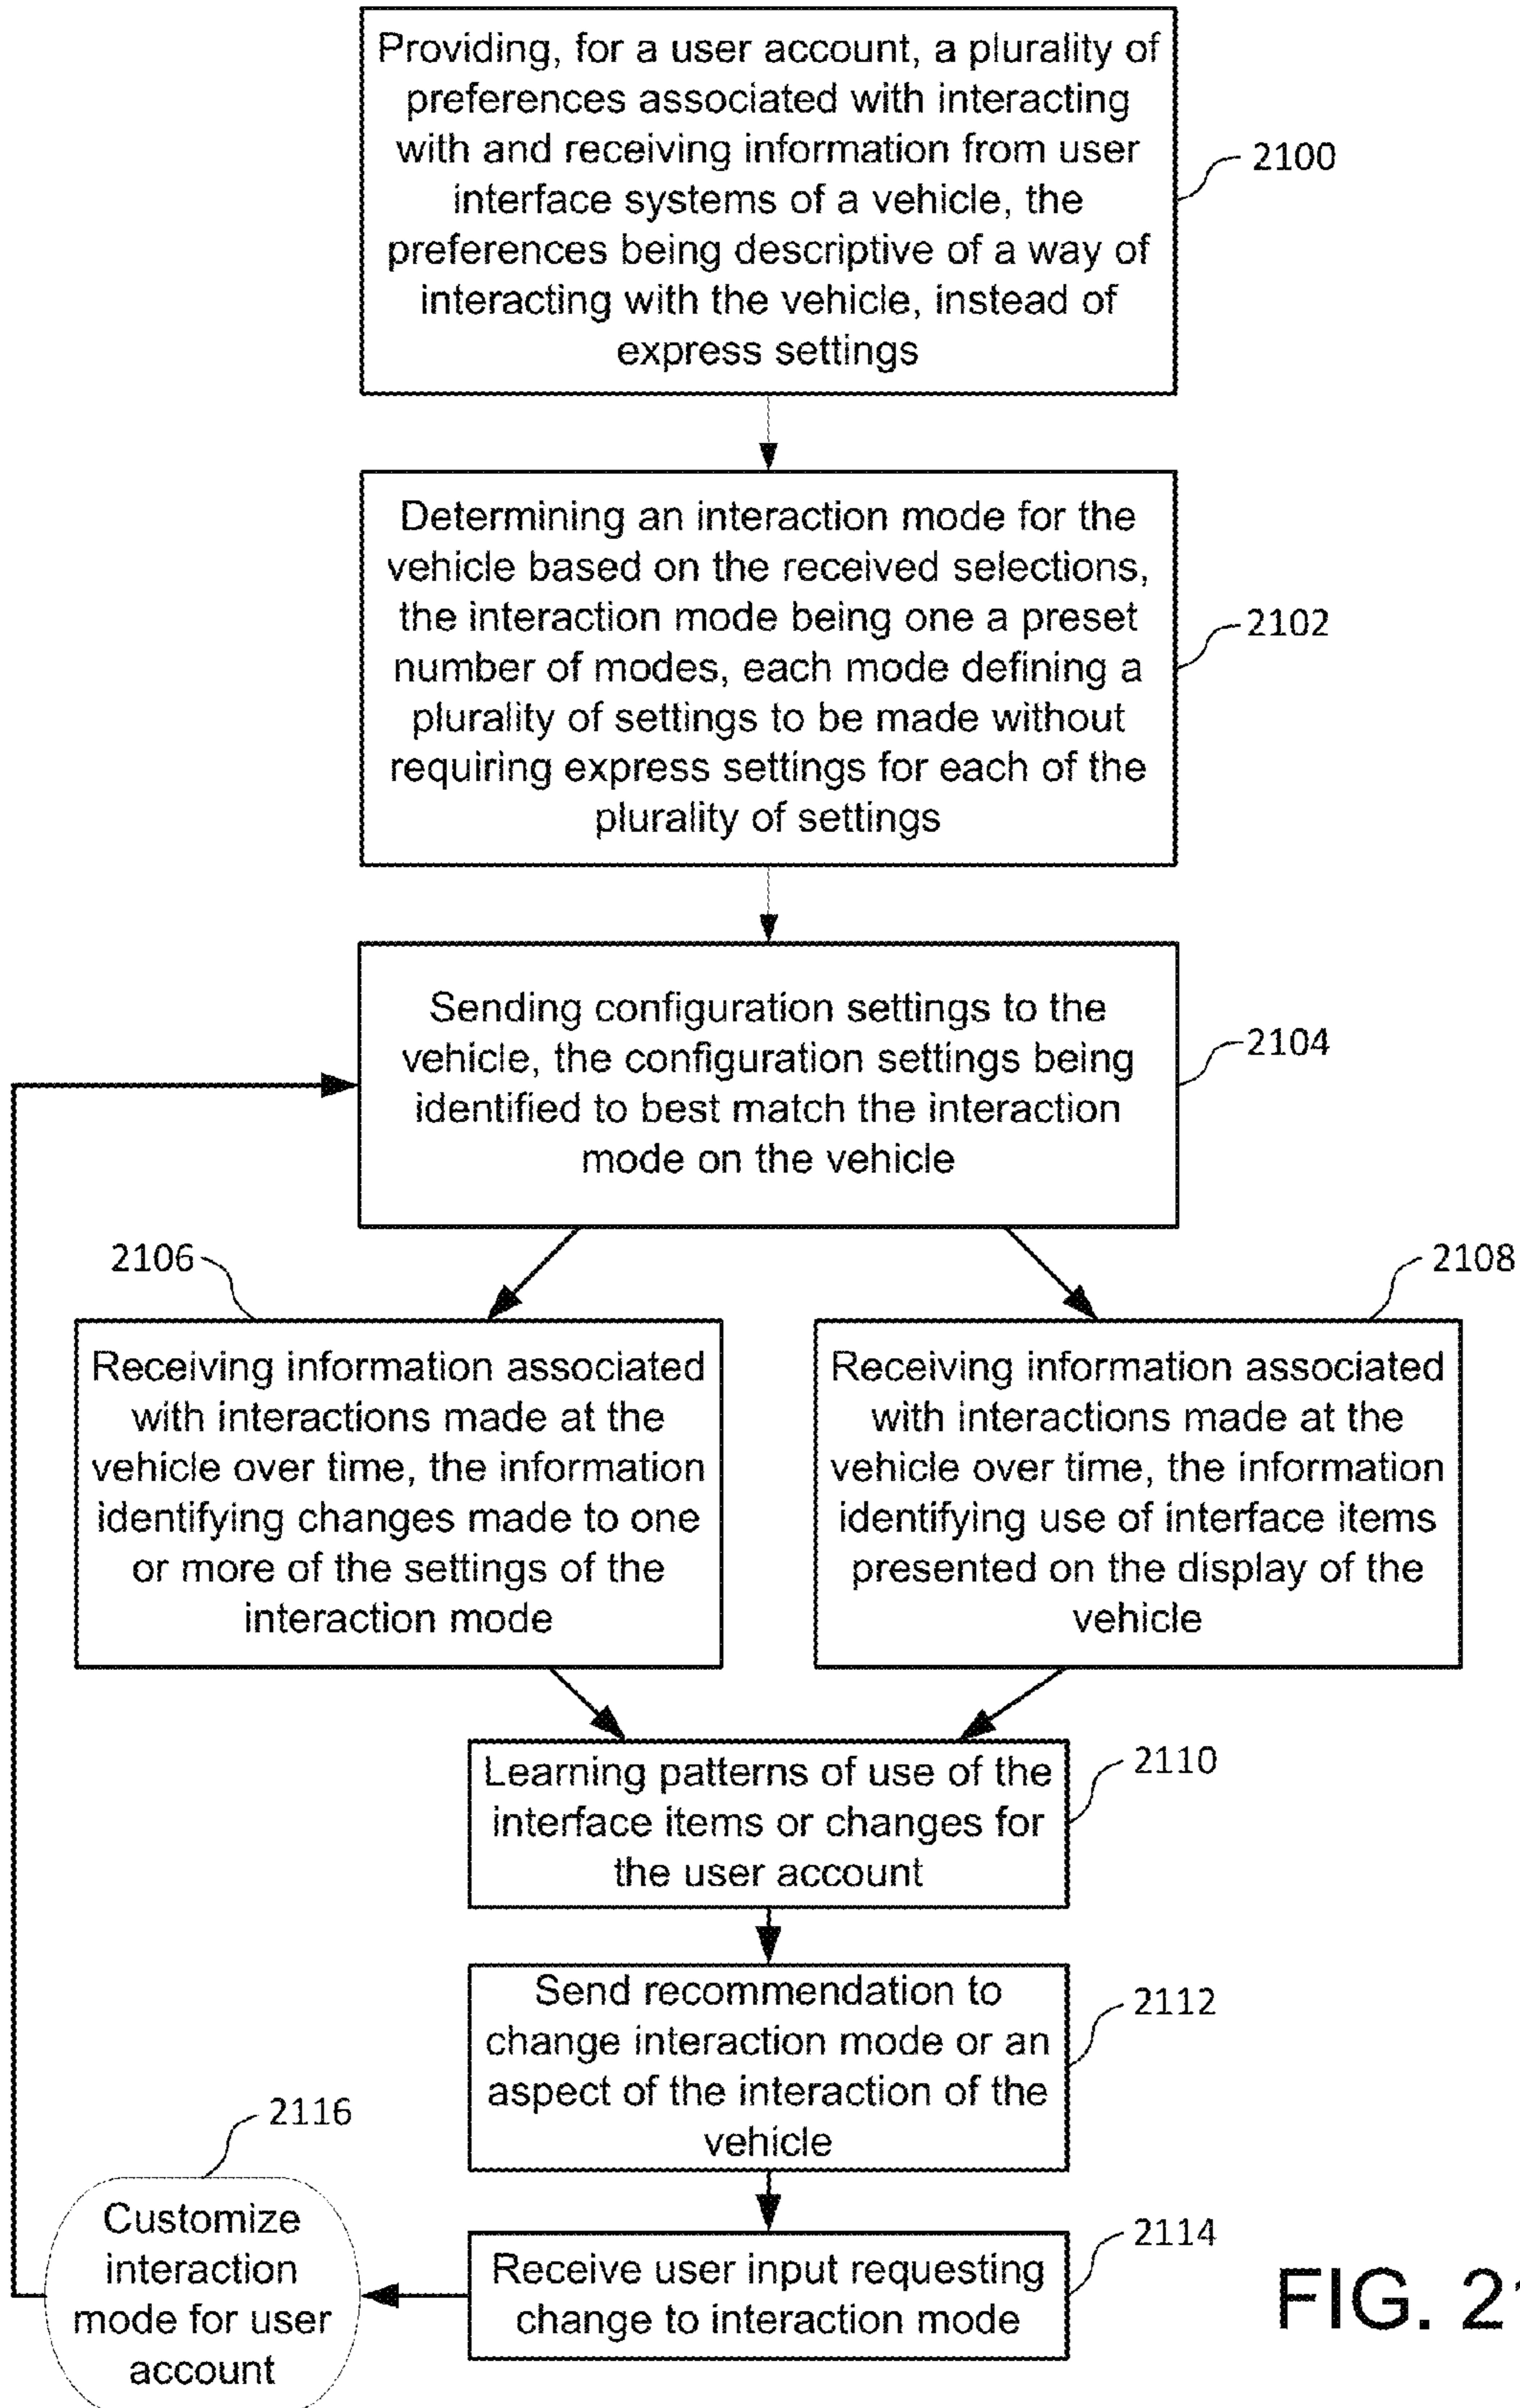 Providing, for a user account, a plurality of
preferences associated with interacting
with and receiving information from user
interface systems of a vehicle, the
preferences being descriptive of a way of
interacting with the vehicle, instead of
express settings
2100
Determining an interaction mode for the
vehicle based on the received selections,
the interaction mode being one a preset
number of modes, each mode defining a
plurality of settings to be made without
requiring express settings for each of the
plurality of settings
2102
Sending configuration settings to the
vehicle, the configuration settings being
identified to best match the interaction
mode on the vehicle
2104
2106
Receiving information associated
with interactions made at the
vehicle over time, the information
identifying changes made to one
or more of the settings of the
interaction mode
2108
Receiving information associated
with interactions made at the
vehicle over time, the information
identifying use of interface items
presented on the display of the
vehicle
Learning patterns of use of the
interface items or changes for
the user account
2110
Send recommendation to
change interaction mode or an
aspect of the interaction of the
vehicle
2112
Receive user input requesting
change to interaction mode
2114
2116
Customize
interaction
mode for user
account
FIG. 21